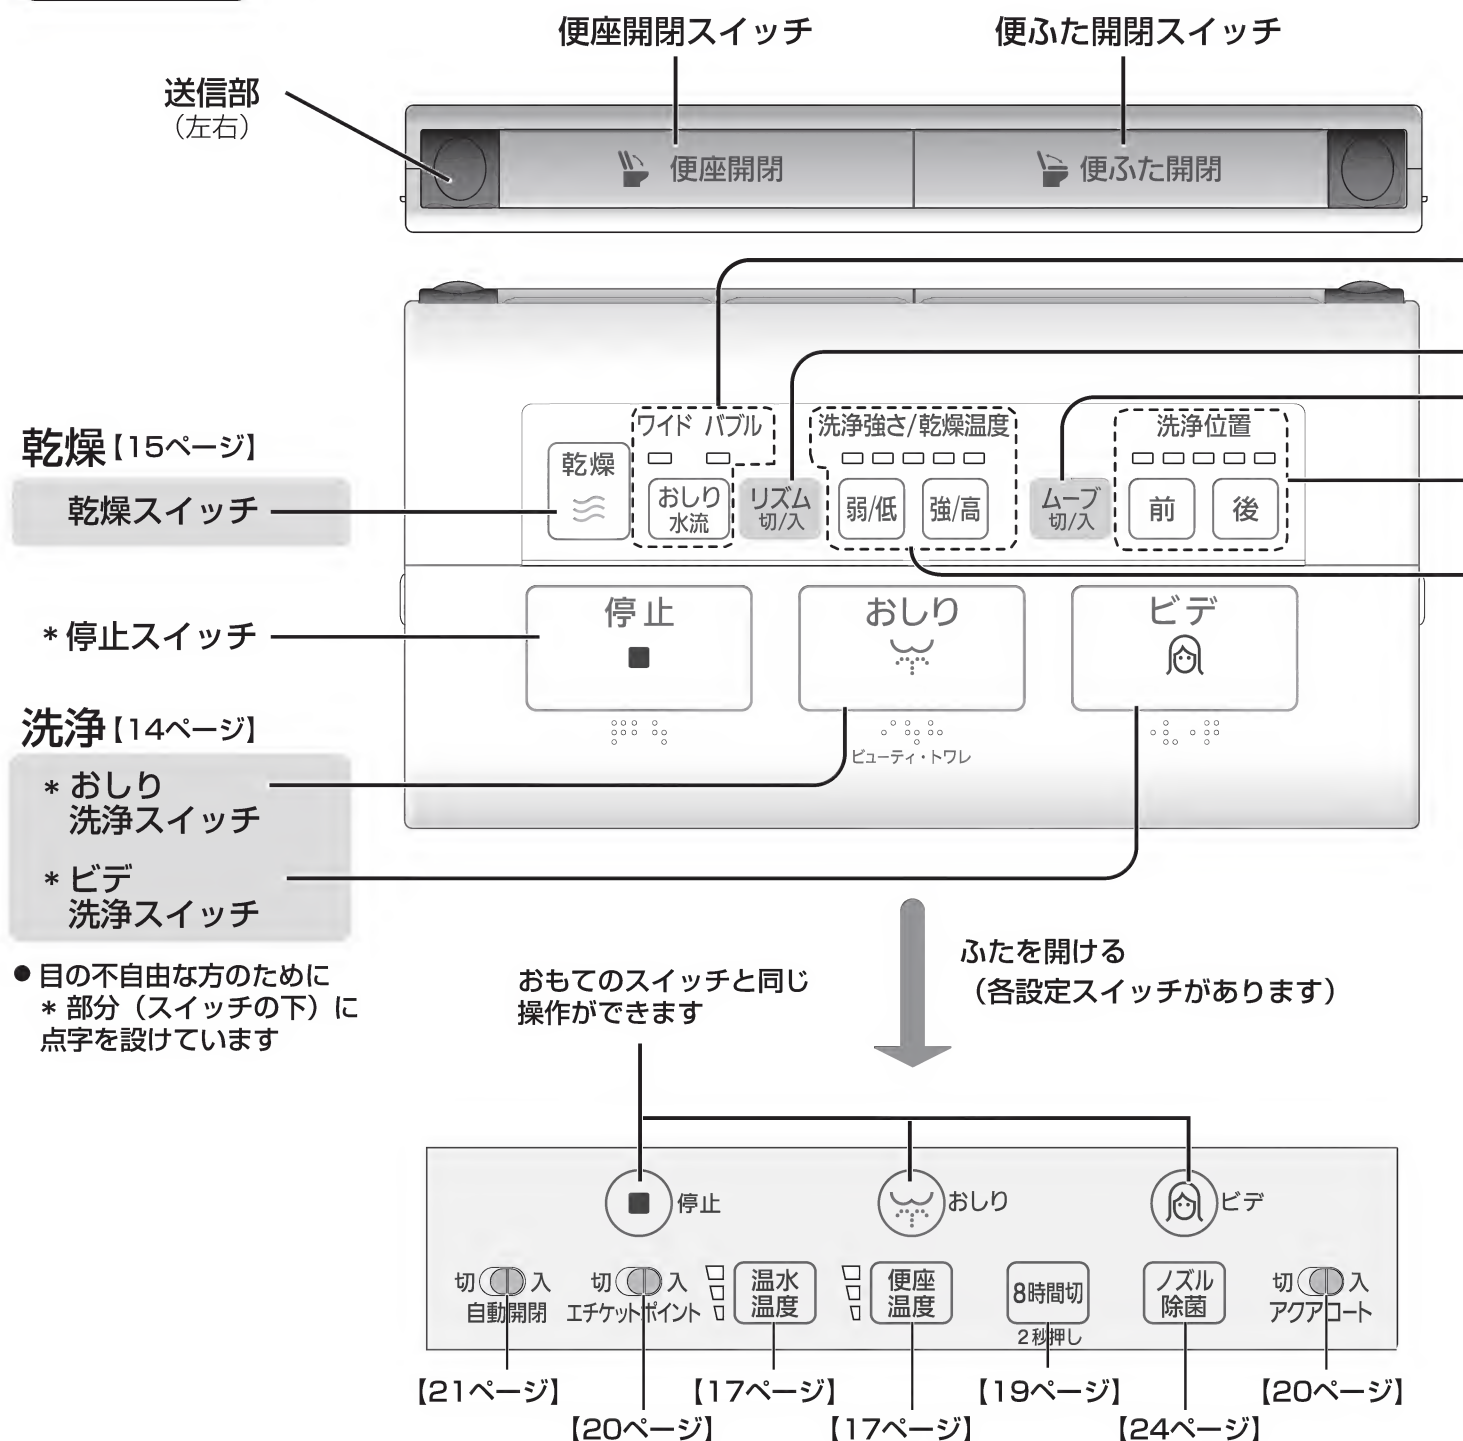 便座開閉スイッチ
便ふた開閉スイッチ
送信部
（左右）
便座開閉
便ふた開閉
乾燥【15ページ】
乾燥スイッチ
＊停止スイッチ
洗浄【14ページ】
＊おしり
洗浄スイッチ
＊ビデ
洗浄スイッチ
●目の不自由な方のために
＊部分（スイッチの下）に
点字を設けています
乾燥
ワイド バブル
おしり
水流
リズム
切/入
洗浄強さ/乾燥温度
弱/低
強/高
ムーブ
切/入
洗浄位置
前
後
停止
おしり
ビデ
ビューティ・トワレ
ふたを開ける
（各設定スイッチがあります）
おもてのスイッチと同じ
操作ができます
停止
おしり
ビデ
切 入
自動開閉
切 入
エチケットポイント
温水
温度
便座
温度
8時間切
2秒押し
ノズル
除菌
切 入
アクアコート
【21ページ】
【20ページ】
【17ページ】
【17ページ】
【19ページ】
【24ページ】
【20ページ】